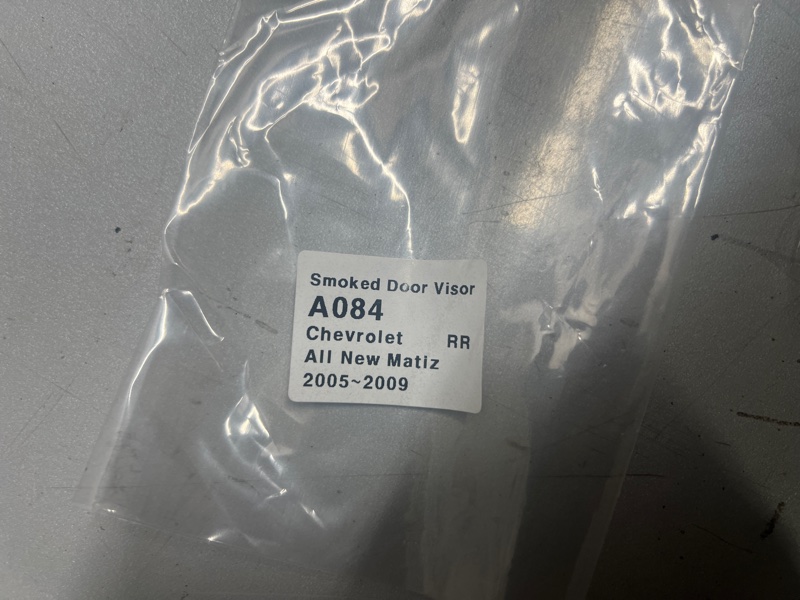 Smoked Door Visor
A084
Chevrolet RR
All New Matiz
2005~2009